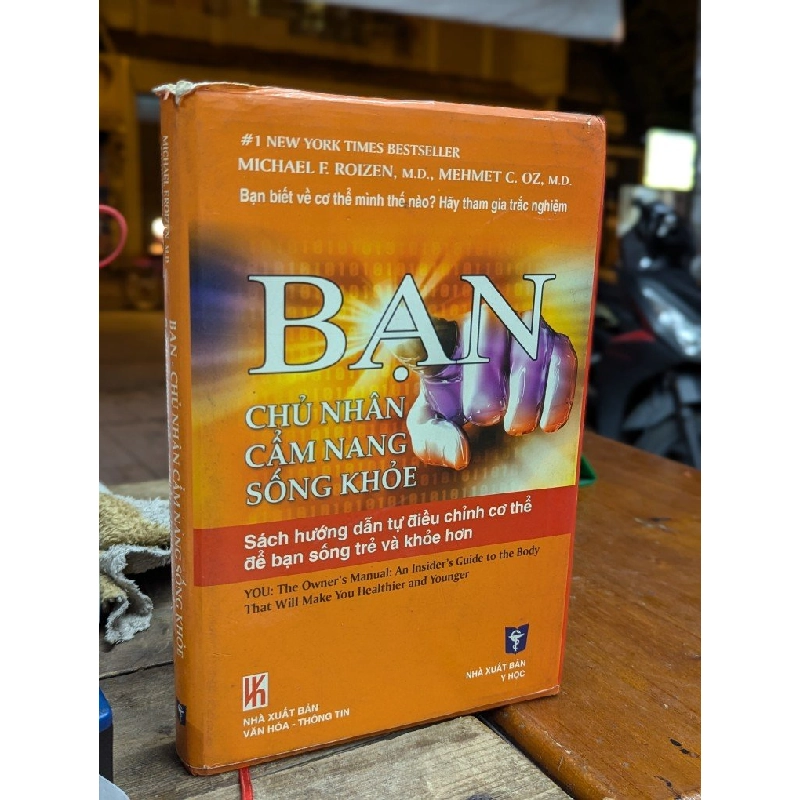 #1 NEW YORK TIMES BESTSELLER
MICHAEL F. ROIZEN, M.D., MEHMET C. OZ, M.D.
Bạn biết về cơ thể mình thế nào? Hãy tham gia trắc nghiệm
BẠN
CHỦ NHÂN
CẨM NANG
SỐNG KHỎE
Sách hướng dẫn tự điều chỉnh cơ thể
để bạn sống trẻ và khỏe hơn
YOU: The Owner's Manual: An Insider's Guide to the Body
That Will Make You Healthier and Younger
NHÀ XUẤT BẢN
VĂN HÓA - THÔNG TIN
NHÀ XUẤT BẢN
Y HỌC
BẠN CHỦ NHÂN CẨM NANG SỐNG KHỎE